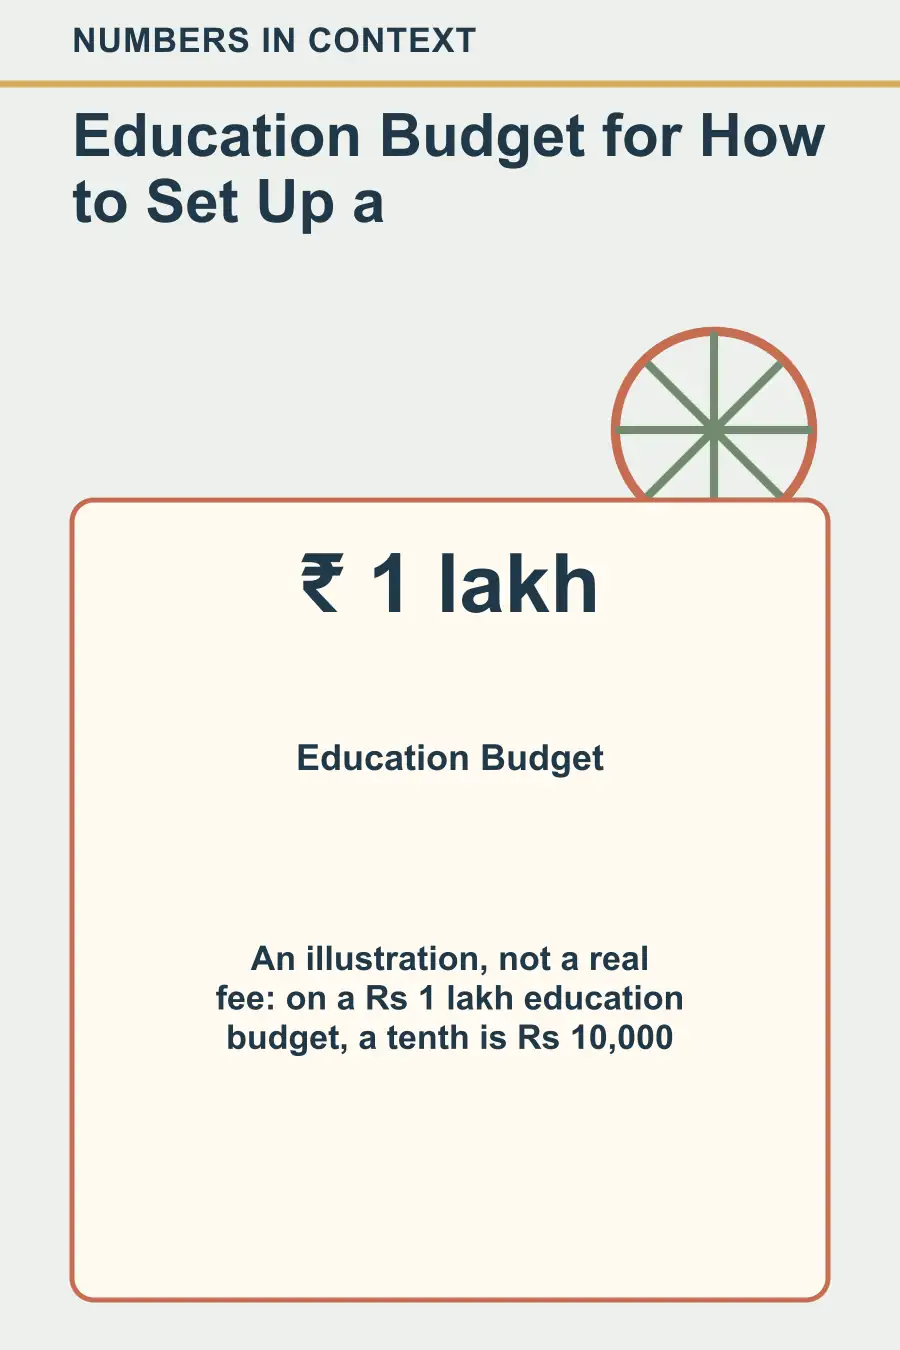 NUMBERS IN CONTEXT
Education Budget for How
to Set Up a
₹ 1 lakh
Education Budget
An illustration, not a real
fee: on a Rs 1 lakh education
budget, a tenth is Rs 10,000